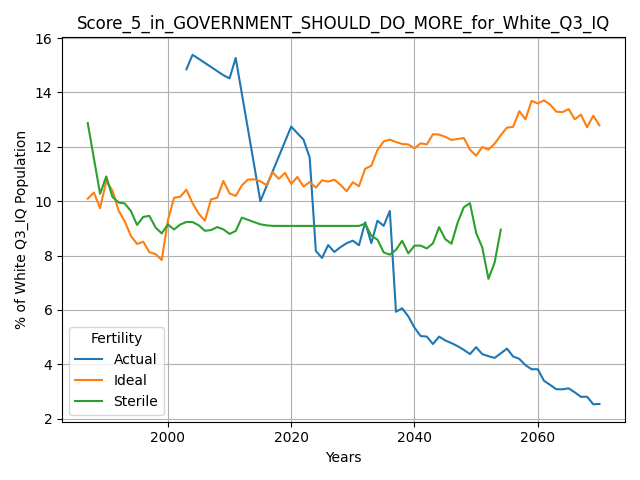 Score_5_in_GOVERNMENT_SHOULD_DO_MORE_for_White_Q3_IQ
16
14
12
10
8
6
4
2
% of White Q3_IQ Population
Fertility
Actual
Ideal
Sterile
2000
2020
2040
2060
Years